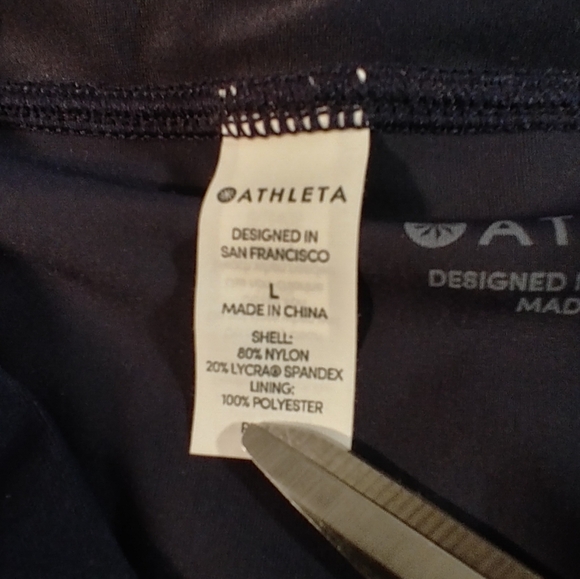 ATHLETA
DESIGNED IN
SAN FRANCISCO
L
MADE IN CHINA
SHELL:
80% NYLON
20% LYCRA® SPANDEX
LINING:
100% POLYESTER
AT
DESIGNED
MAD